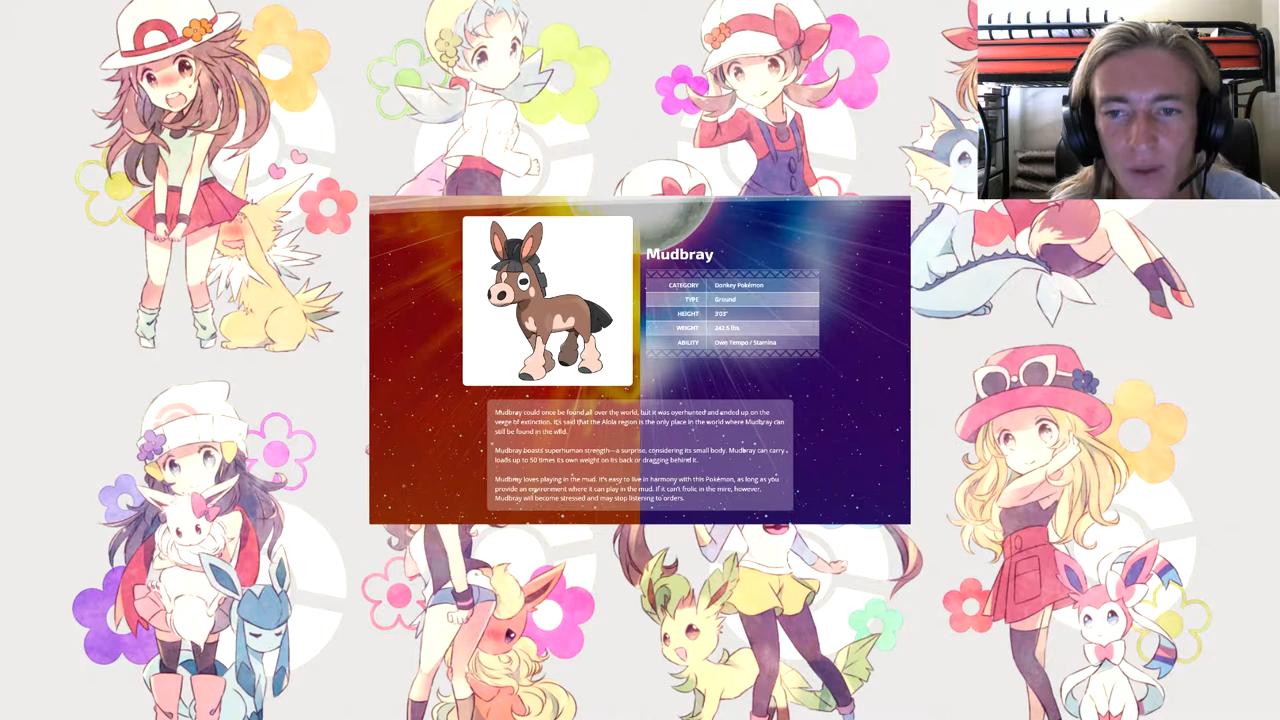 Mudbray
CATEGORY Donkey Pokémon
TYPE Ground
HEIGHT 3'03"
WEIGHT 242.5 lbs.
ABILITY Own Tempo / Stamina
Mudbray could once be found all over the world, but it was overhunted and ended up on the
verge of extinction. It's said that the Alola region is the only place in the world where Mudbray can
still be found in the wild.
Mudbray boasts superhuman strength—a surprise, considering its small body. Mudbray can carry
loads up to 50 times its own weight on its back or dragging behind it.
Mudbray loves playing in the mud. It's easy to live in harmony with this Pokémon, as long as you
provide an environment where it can play in the mud. If it can't frolic in the mire, however,
Mudbray will become stressed and may stop listening to orders.